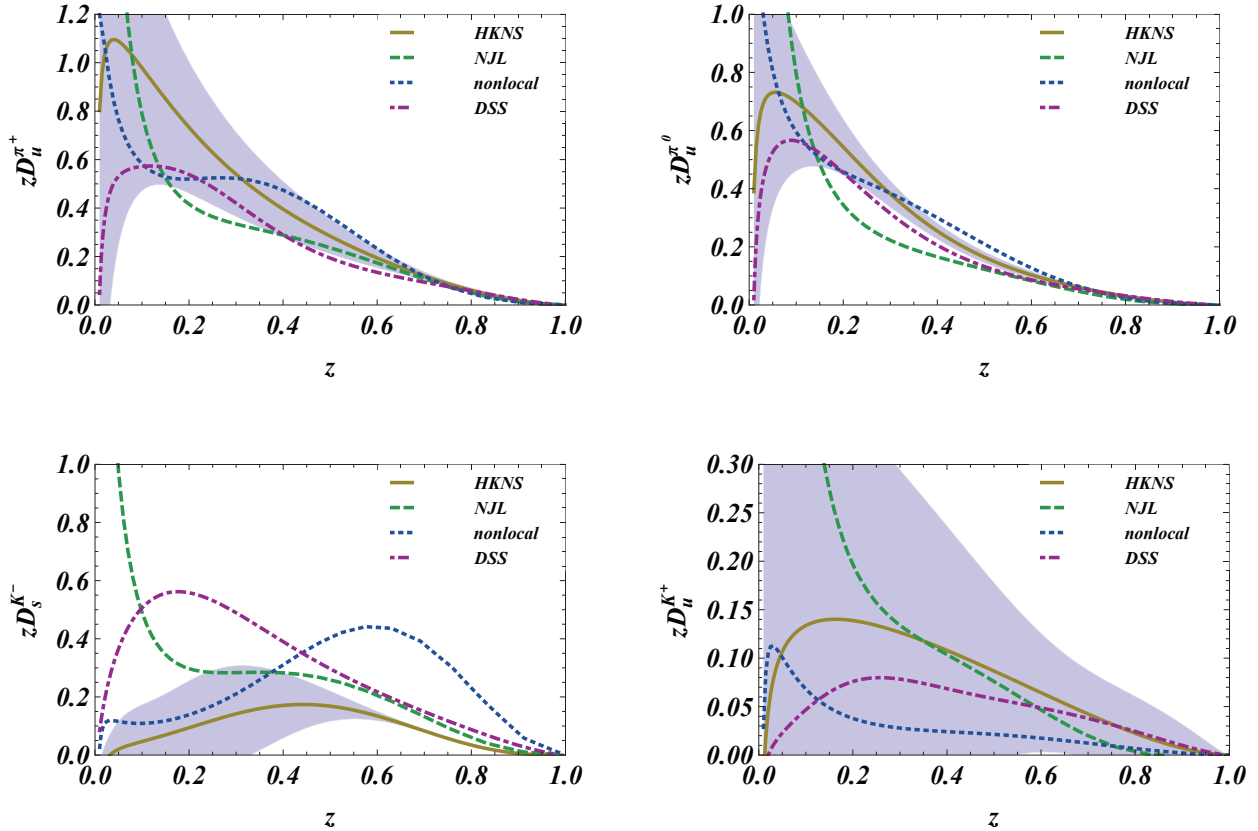 1.2
1.0
0.8
0.6
0.4
0.2
0.0
0.0 0.2 0.4 0.6 0.8 1.0
z
zD_u^{π^+}
HKNS
NJL
nonlocal
DSS
1.0
0.8
0.6
0.4
0.2
0.0
0.0 0.2 0.4 0.6 0.8 1.0
z
zD_u^{π^0}
HKNS
NJL
nonlocal
DSS
1.0
0.8
0.6
0.4
0.2
0.0
0.0 0.2 0.4 0.6 0.8 1.0
z
zD_s^{K^-}
HKNS
NJL
nonlocal
DSS
0.30
0.25
0.20
0.15
0.10
0.05
0.00
0.0 0.2 0.4 0.6 0.8 1.0
z
zD_u^{K^+}
HKNS
NJL
nonlocal
DSS